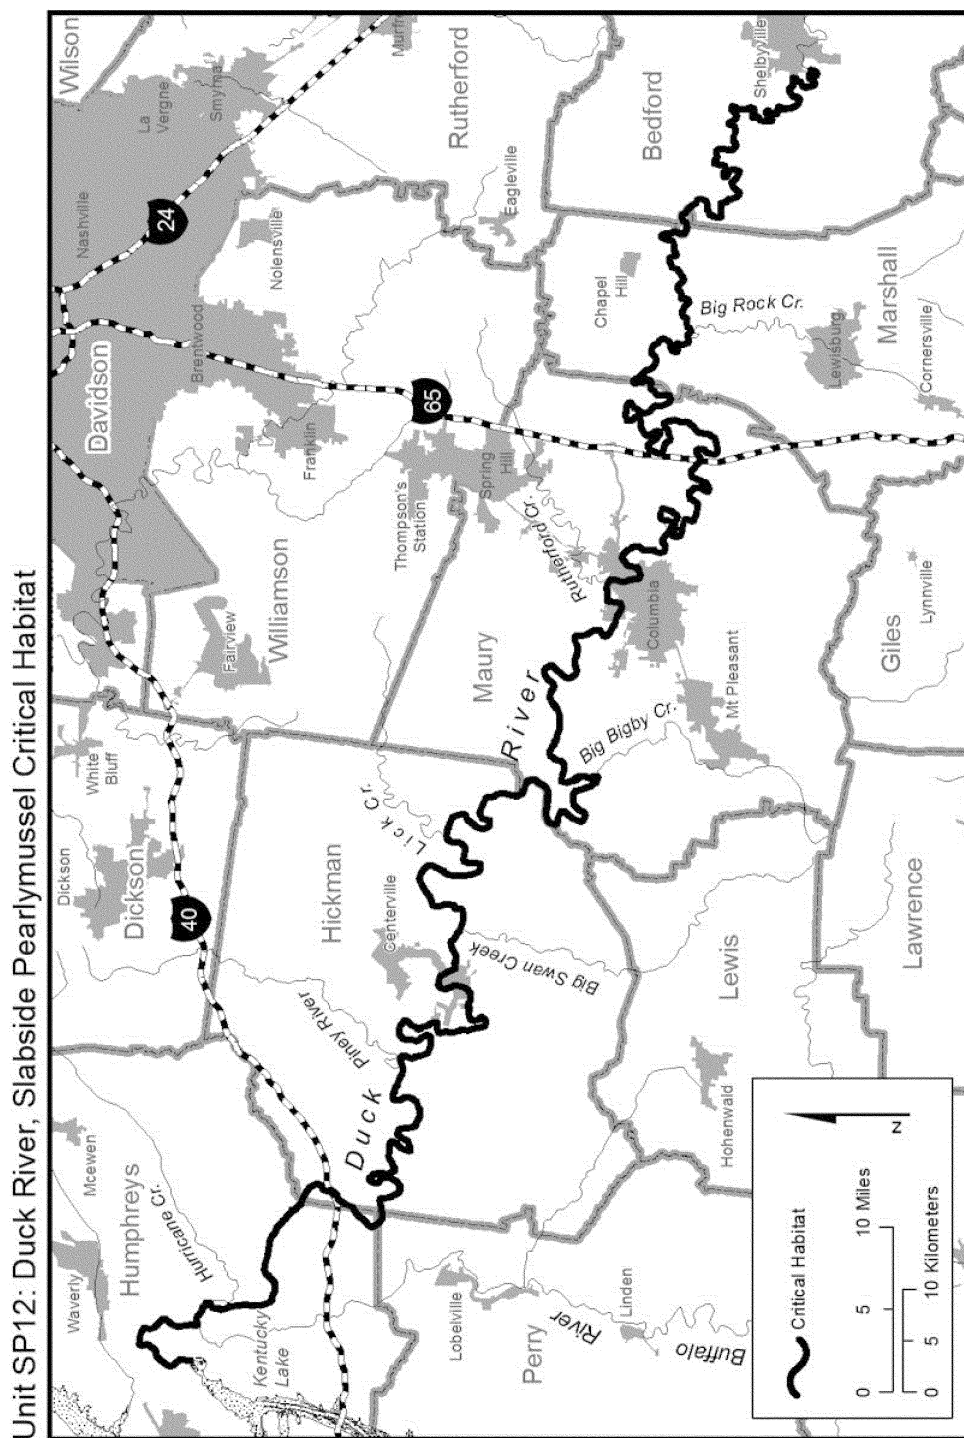 Unit SP12: Duck River, Slabside Pearlymussel Critical Habitat
Waverly
Mcewen
Humphreys
Hurricane Cr.
Kentucky
Lake
Dickson
Dickson
White
Bluff
40
Davidson
Nashville
24
La
Vergne
Smyrna
Wilson
Brentwood
Nolensville
Fairview
Williamson
Franklin
65
Thompson's
Station
Spring
Hill
Rutherford
Eagleville
Hickman
Piney River
Centerville
Lick Cr.
Duck
River
Big Swan Creek
Maury
Rutherford Cr.
Columbia
Big Bigby Cr.
Mt Pleasant
Chapel
Hill
Big Rock Cr.
Bedford
Shelbyville
Marshall
Lewisburg
Cornersville
Lobelville
Perry
Linden
Buffalo
River
Hohenwald
Lewis
Lawrence
Giles
Lynnville
Critical Habitat
0 5 10 Miles
0 5 10 Kilometers
N